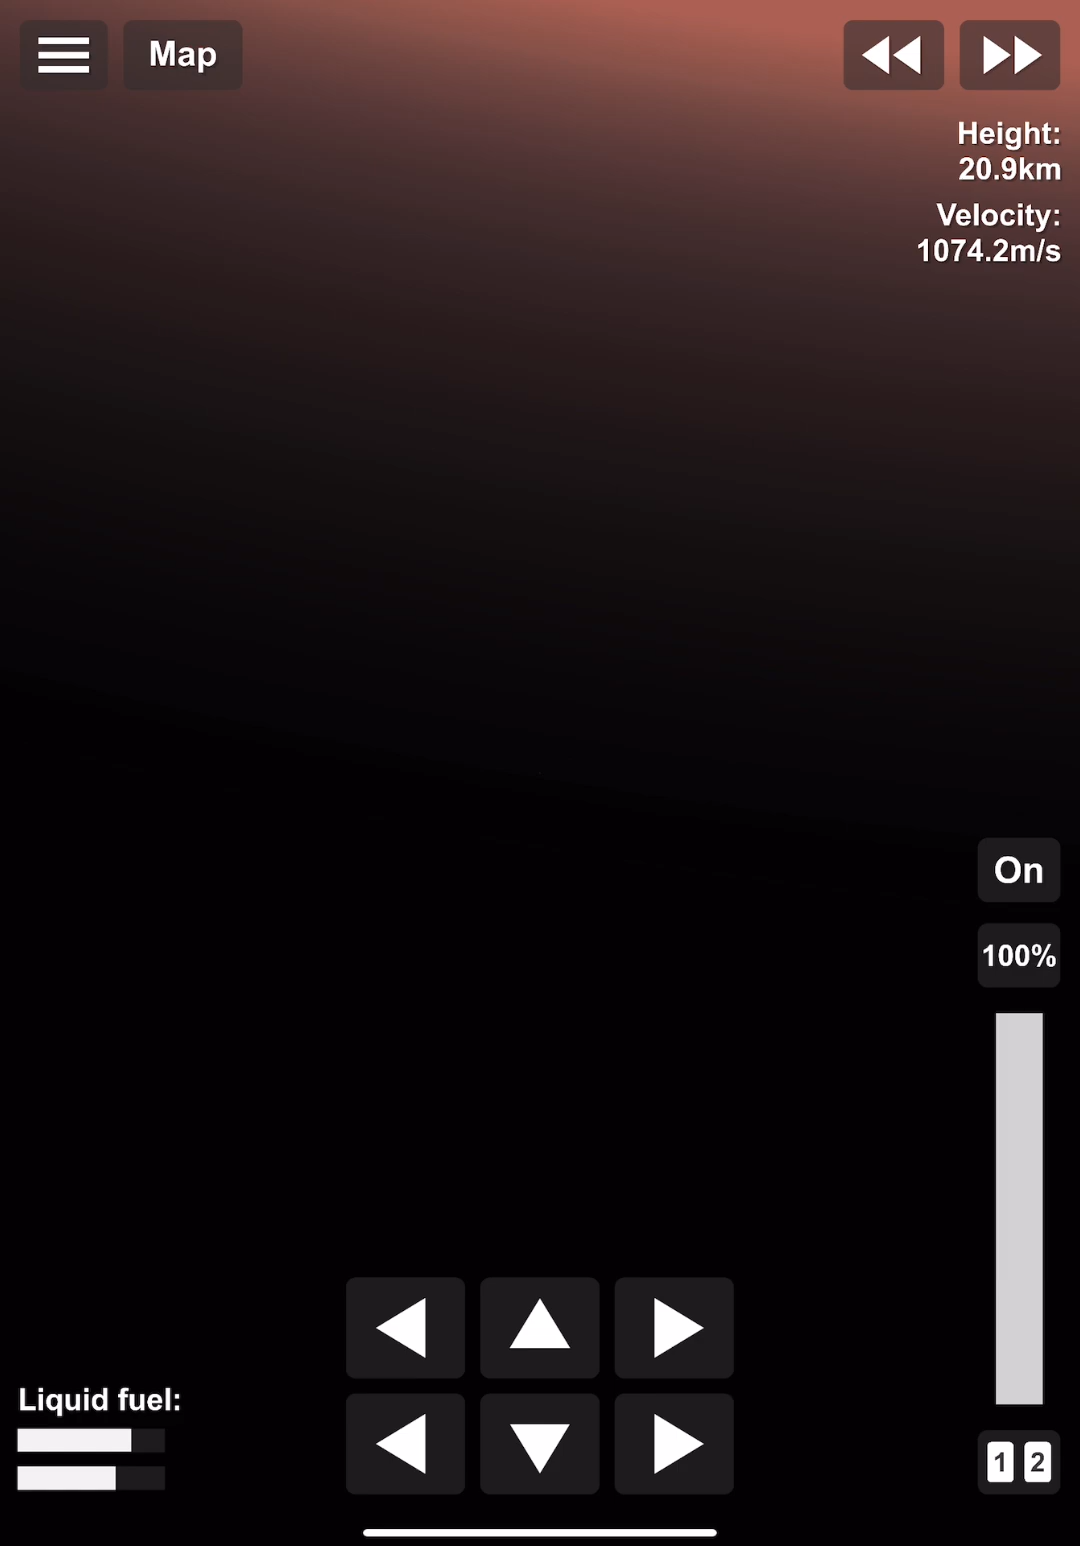 Map
Height:
20.9km
Velocity:
1074.2m/s
On
100%
Liquid fuel:
1 2